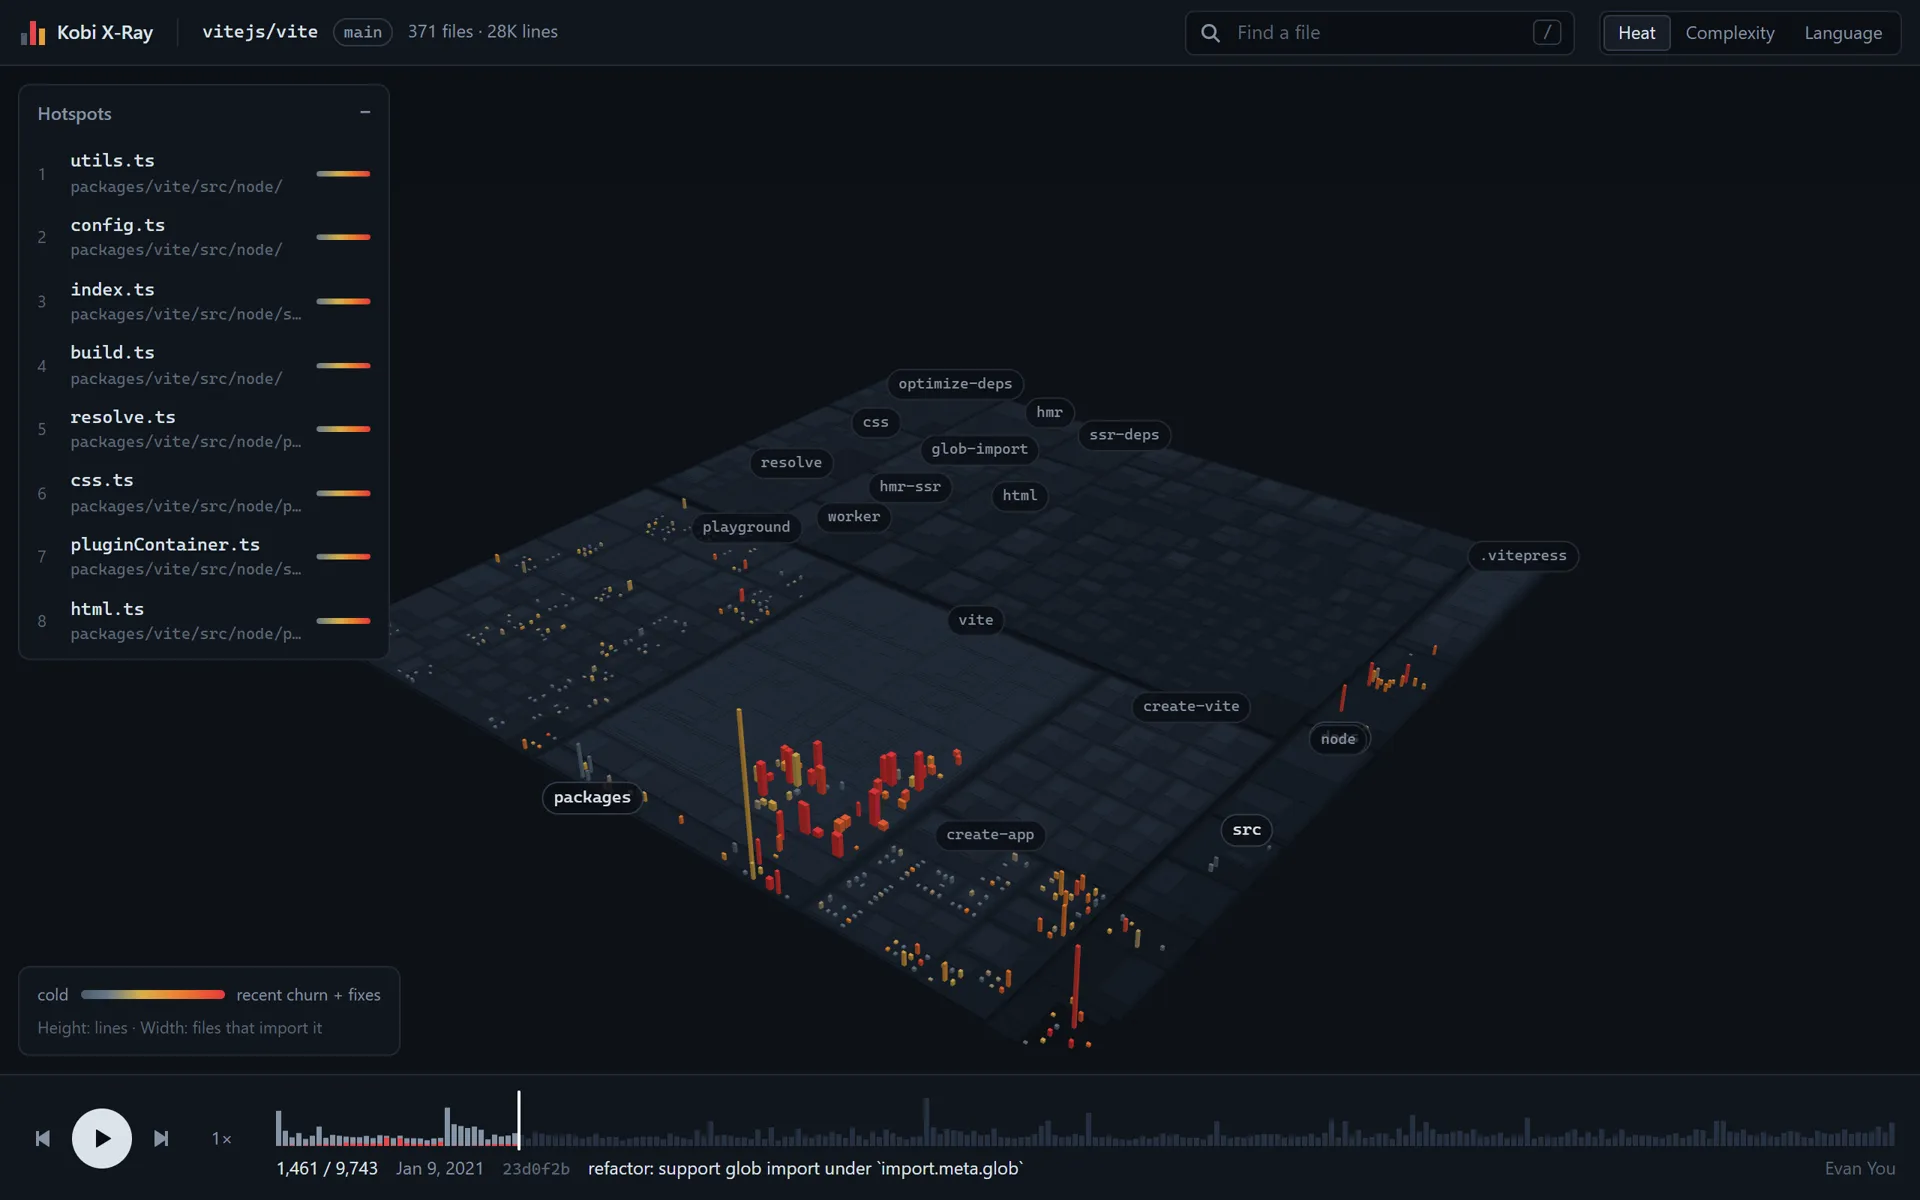 Kobi X-Ray
vitejs/vite
main
371 files · 28K lines
Find a file
/
Heat
Complexity
Language
Hotspots
1
utils.ts
packages/vite/src/node/
2
config.ts
packages/vite/src/node/
3
index.ts
packages/vite/src/node/s…
4
build.ts
packages/vite/src/node/
5
resolve.ts
packages/vite/src/node/p…
6
css.ts
packages/vite/src/node/p…
7
pluginContainer.ts
packages/vite/src/node/s…
8
html.ts
packages/vite/src/node/p…
optimize-deps
hmr
css
ssr-deps
glob-import
resolve
hmr-ssr
html
worker
playground
.vitepress
vite
create-vite
node
packages
src
create-app
cold
recent churn + fixes
Height: lines · Width: files that import it
1×
1,461 / 9,743
Jan 9, 2021
23d0f2b
refactor: support glob import under `import.meta.glob`
Evan You